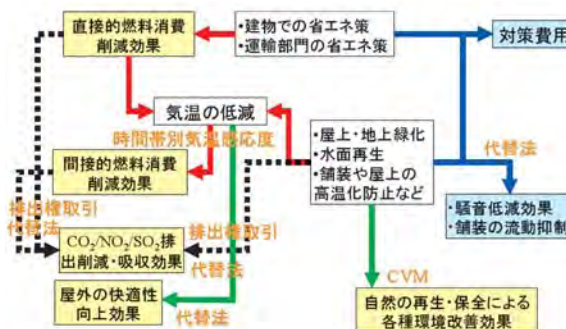 直接的燃料消費
削減効果
・建物での省エネ策
・運輸部門の省エネ策
対策費用
気温の低減
時間帯別気温感応度
・屋上・地上緑化
・水面再生
・舗装や屋上の
高温化防止など
代替法
間接的燃料消費
削減効果
排出権取引
代替法
排出権取引
代替法
・騒音低減効果
・舗装の流動抑制
CO₂/NO₂/SO₂排
出削減・吸収効果
CVM
屋外の快適性
向上効果
代替法
自然の再生・保全による
各種環境改善効果